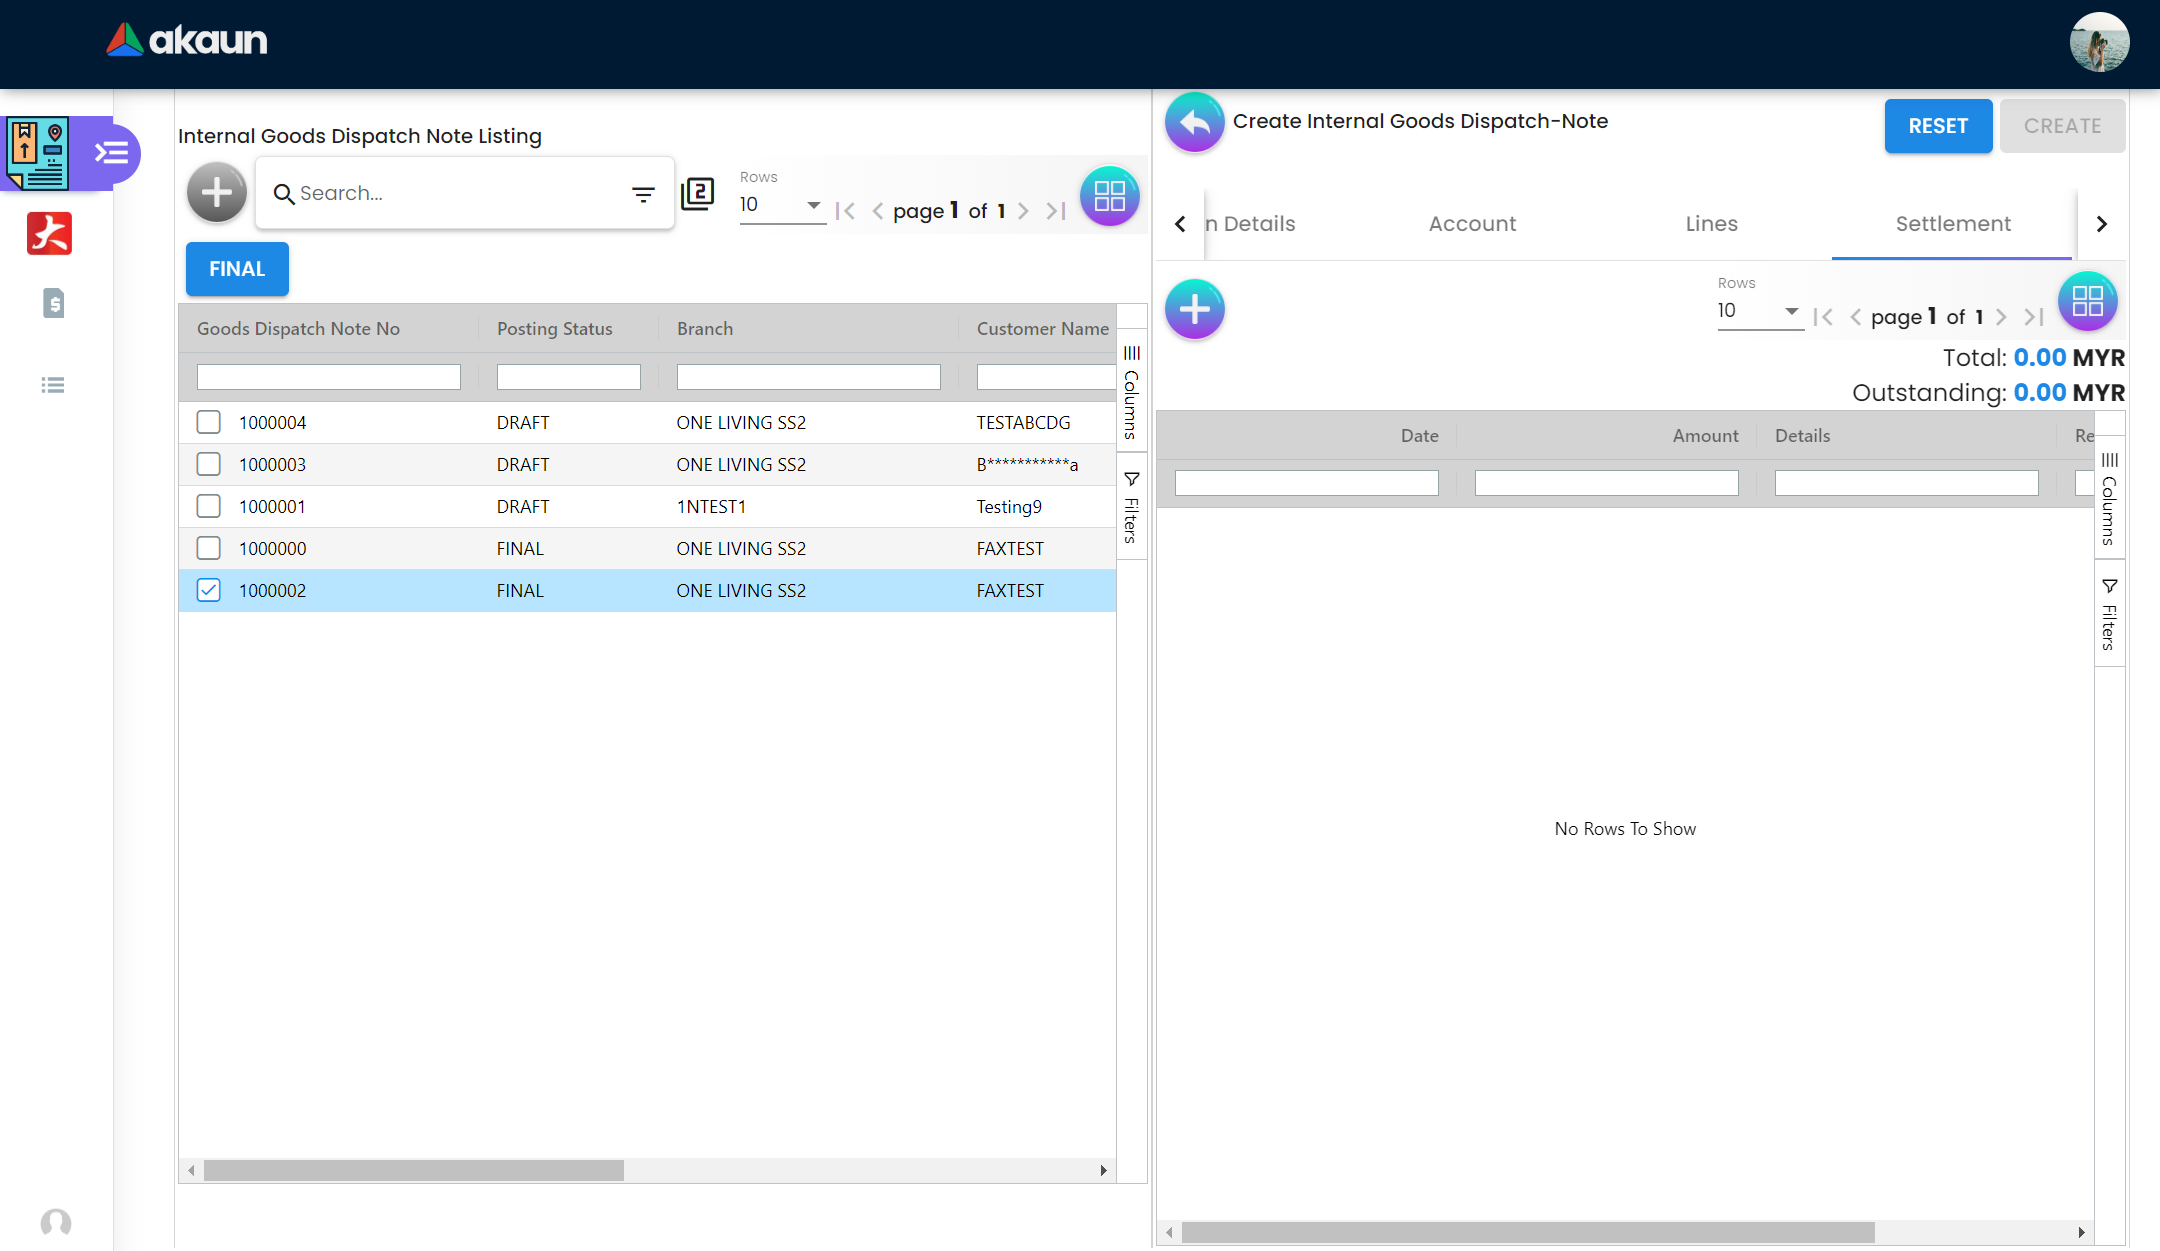 akaun
Internal Goods Dispatch Note Listing
Search...
2
Rows
10
page 1 of 1
FINAL
Goods Dispatch Note No
Posting Status
Branch
Customer Name
1000004 DRAFT ONE LIVING SS2 TESTABCDG
1000003 DRAFT ONE LIVING SS2 B***********a
1000001 DRAFT 1NTEST1 Testing9
1000000 FINAL ONE LIVING SS2 FAXTEST
1000002 FINAL ONE LIVING SS2 FAXTEST
Columns
Filters
Create Internal Goods Dispatch-Note
RESET
CREATE
n Details
Account
Lines
Settlement
Rows
10
page 1 of 1
Total: 0.00 MYR
Outstanding: 0.00 MYR
Date
Amount
Details
Re
Columns
Filters
No Rows To Show